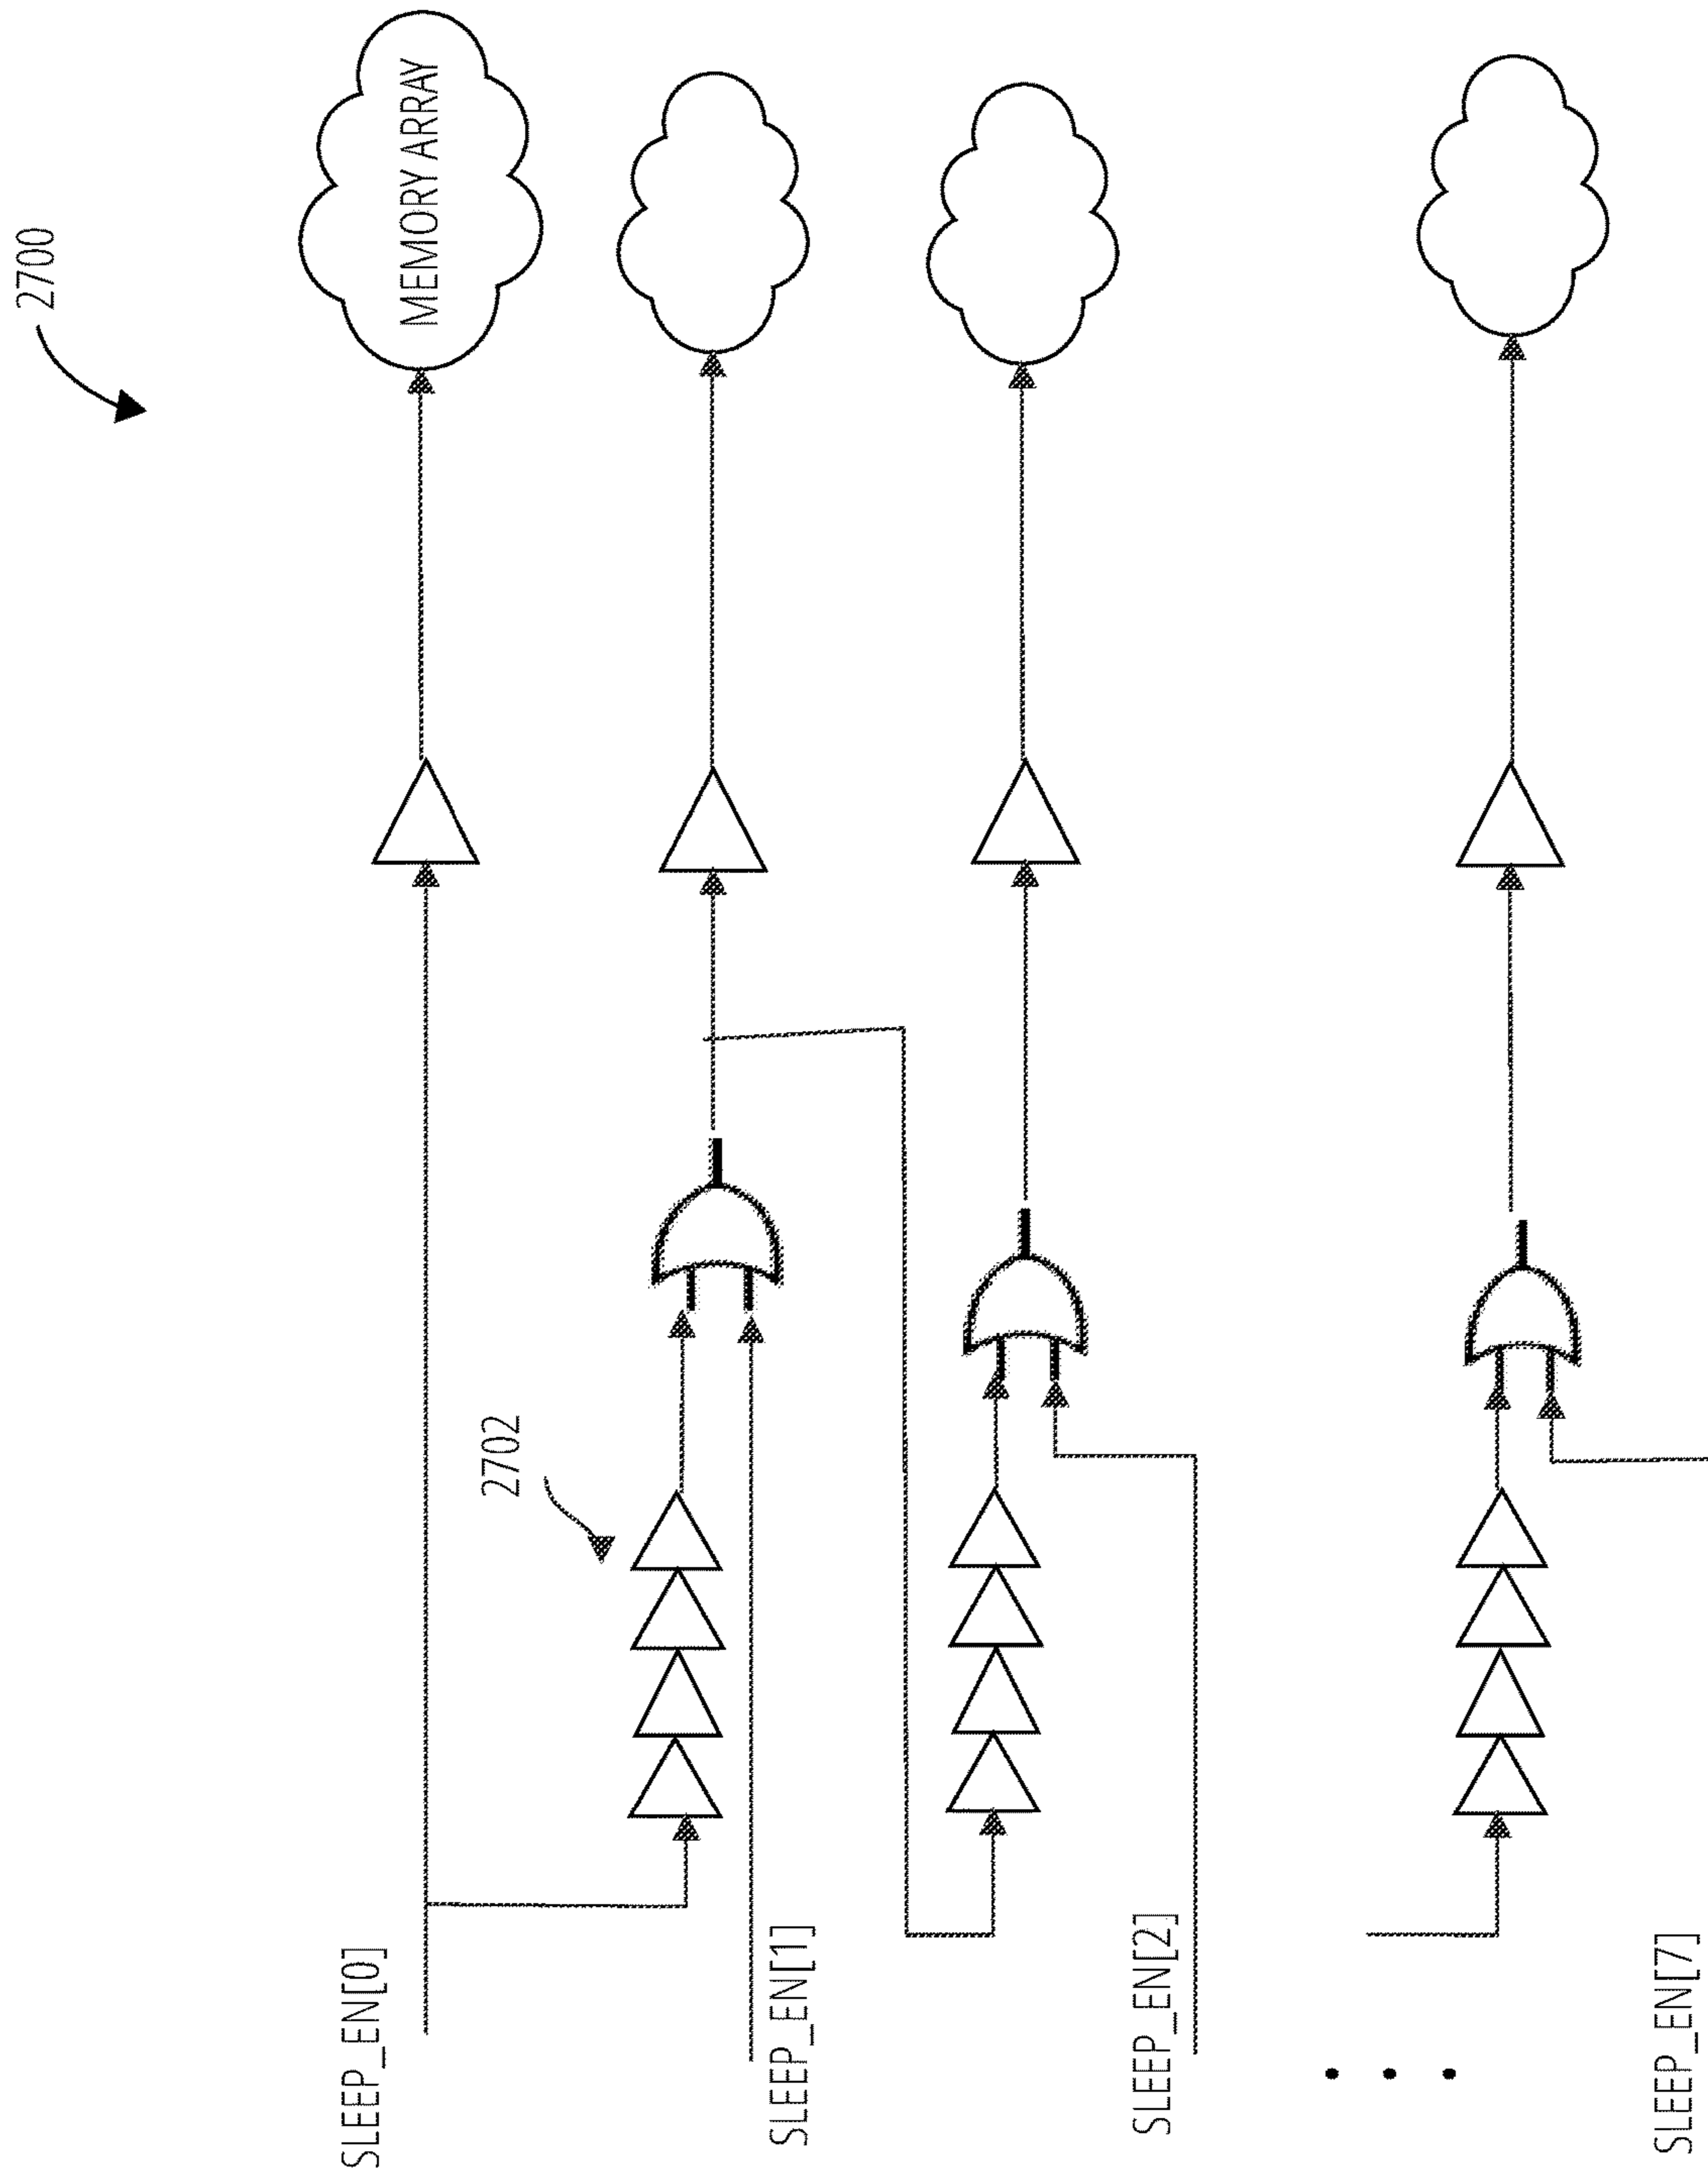 2700
MEMORY ARRAY
2702
SLEEP_EN[0]
SLEEP_EN[1]
SLEEP_EN[2]
SLEEP_EN[7]